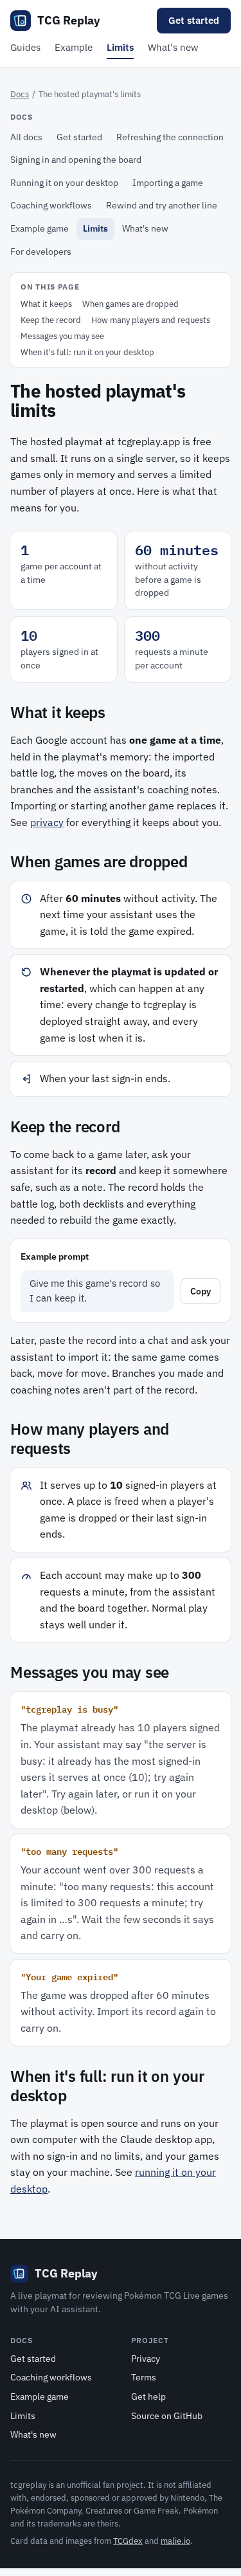 TCG Replay
Get started
Guides Example Limits What's new
Docs / The hosted playmat's limits
DOCS
All docs Get started Refreshing the connection
Signing in and opening the board
Running it on your desktop Importing a game
Coaching workflows Rewind and try another line
Example game Limits What's new
For developers
ON THIS PAGE
What it keeps When games are dropped
Keep the record How many players and requests
Messages you may see
When it's full: run it on your desktop
The hosted playmat's
limits
The hosted playmat at tcgreplay.app is free
and small. It runs on a single server, so it keeps
games only in memory and serves a limited
number of players at once. Here is what that
means for you.
1
game per account at
a time
60 minutes
without activity
before a game is
dropped
10
players signed in at
once
300
requests a minute
per account
What it keeps
Each Google account has one game at a time,
held in the playmat's memory: the imported
battle log, the moves on the board, its
branches and the assistant's coaching notes.
Importing or starting another game replaces it.
See privacy for everything it keeps about you.
When games are dropped
After 60 minutes without activity. The
next time your assistant uses the
game, it is told the game expired.
Whenever the playmat is updated or
restarted, which can happen at any
time: every change to tcgreplay is
deployed straight away, and every
game is lost when it is.
When your last sign-in ends.
Keep the record
To come back to a game later, ask your
assistant for its record and keep it somewhere
safe, such as a note. The record holds the
battle log, both decklists and everything
needed to rebuild the game exactly.
Example prompt
Give me this game's record so
I can keep it.
Copy
Later, paste the record into a chat and ask your
assistant to import it: the same game comes
back, move for move. Branches you made and
coaching notes aren't part of the record.
How many players and
requests
It serves up to 10 signed-in players at
once. A place is freed when a player's
game is dropped or their last sign-in
ends.
Each account may make up to 300
requests a minute, from the assistant
and the board together. Normal play
stays well under it.
Messages you may see
"tcgreplay is busy"
The playmat already has 10 players signed
in. Your assistant may say "the server is
busy: it already has the most signed-in
users it serves at once (10); try again
later". Try again later, or run it on your
desktop (below).
"too many requests"
Your account went over 300 requests a
minute: "too many requests: this account
is limited to 300 requests a minute; try
again in …s". Wait the few seconds it says
and carry on.
"Your game expired"
The game was dropped after 60 minutes
without activity. Import its record again to
carry on.
When it's full: run it on your
desktop
The playmat is open source and runs on your
own computer with the Claude desktop app,
with no sign-in and no limits, and your games
stay on your machine. See running it on your
desktop.
TCG Replay
A live playmat for reviewing Pokémon TCG Live games
with your AI assistant.
DOCS
Get started
Coaching workflows
Example game
Limits
What's new
PROJECT
Privacy
Terms
Get help
Source on GitHub
tcgreplay is an unofficial fan project. It is not affiliated
with, endorsed, sponsored or approved by Nintendo, The
Pokémon Company, Creatures or Game Freak. Pokémon
and its trademarks are theirs.
Card data and images from TCGdex and malie.io.